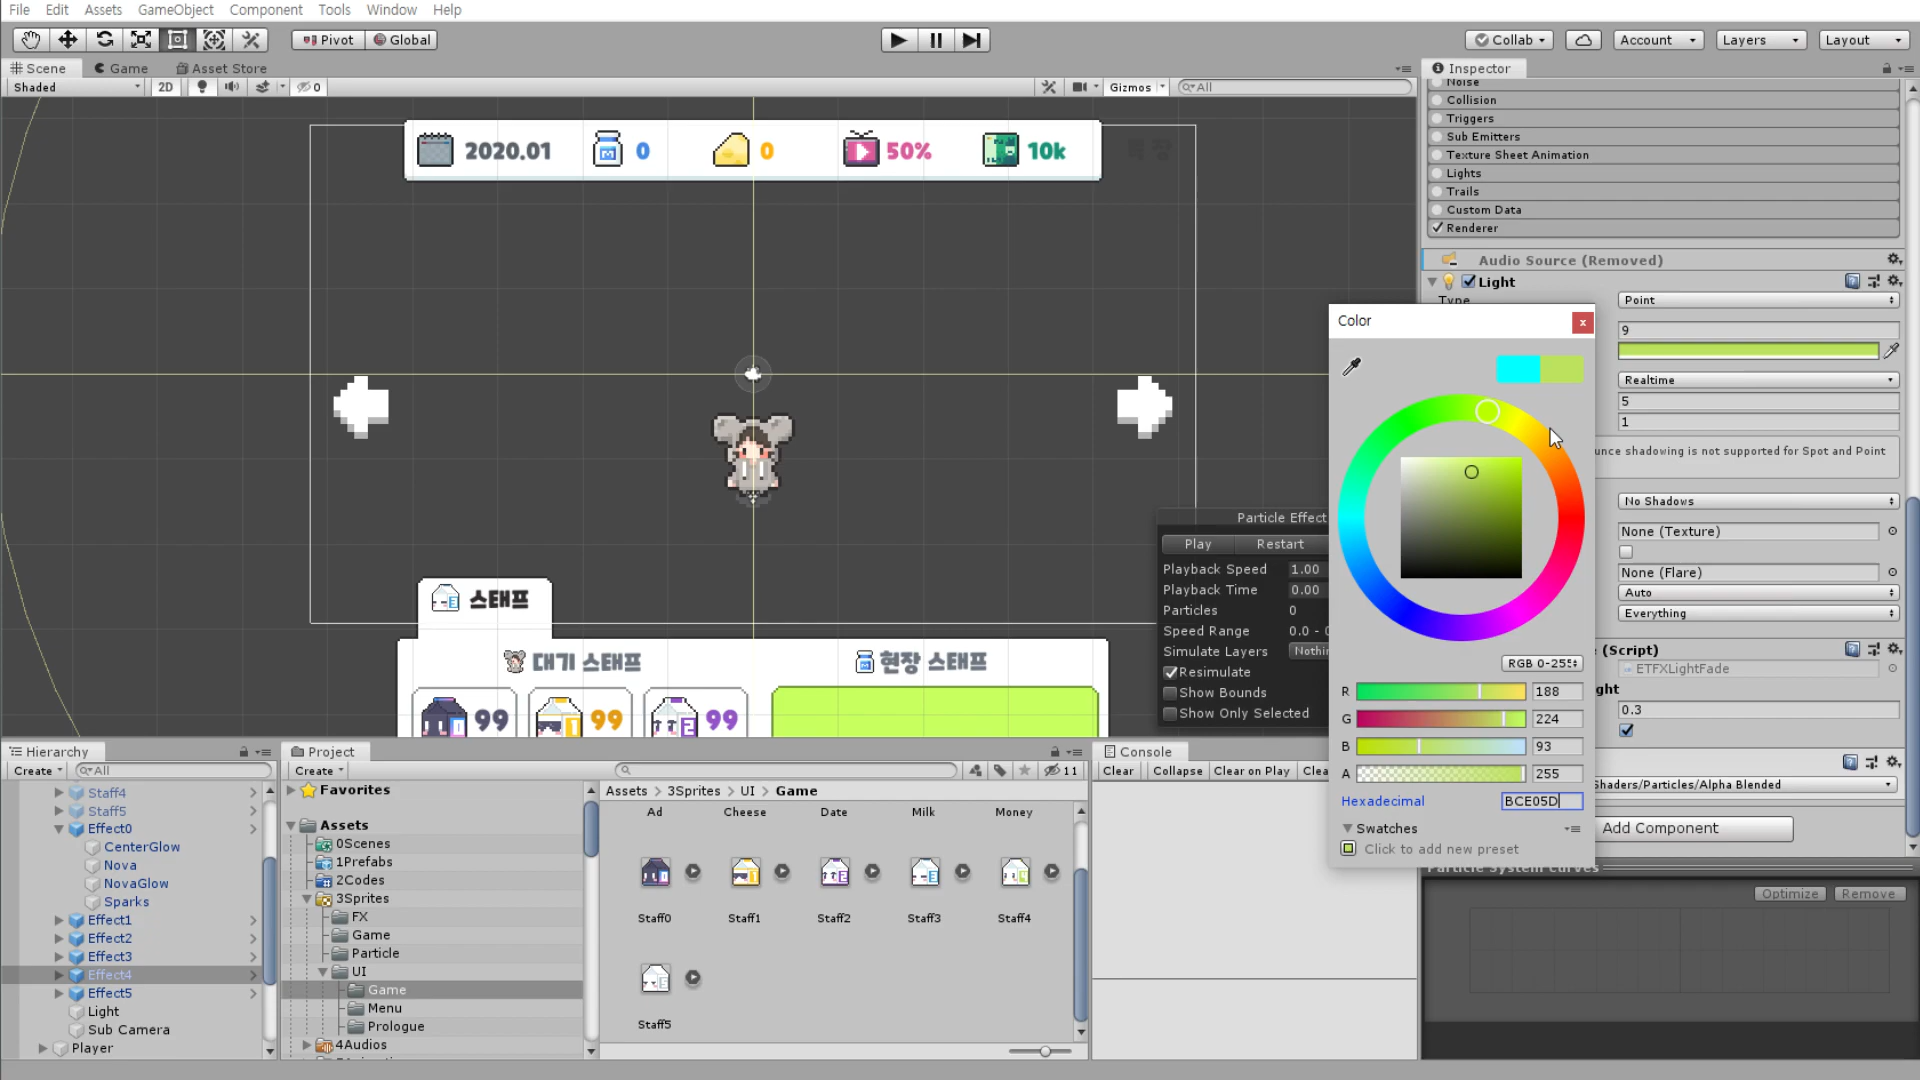 File Edit Assets GameObject Component Tools Window Help
Pivot Global Collab Account Layers Layout
Scene Game Asset Store
Shaded 2D 0 Gizmos All
2020.01 0 0 50% 10k
스태프
대기 스태프 현장 스태프
99 99 99
Particle Effect
Play Restart
Playback Speed 1.00
Playback Time 0.00
Particles 0
Speed Range 0.0 - 0
Simulate Layers Nothin
Resimulate
Show Bounds
Show Only Selected
Inspector
Noise
Collision
Triggers
Sub Emitters
Texture Sheet Animation
Lights
Trails
Custom Data
Renderer
Audio Source (Removed)
Light
Type Point
9
Realtime
5
1
unce shadowing is not supported for Spot and Point
No Shadows
None (Texture)
None (Flare)
Auto
Everything
(Script)
ETFXLightFade
ght
0.3
Shaders/Particles/Alpha Blended
Add Component
Particle System Curves
Optimize Remove
Color
RGB 0-255
R 188
G 224
B 93
A 255
Hexadecimal BCE05D
Swatches
Click to add new preset
Hierarchy
Create All
Staff4
Staff5
Effect0
CenterGlow
Nova
NovaGlow
Sparks
Effect1
Effect2
Effect3
Effect4
Effect5
Light
Sub Camera
Player
Project
Create 11
Favorites
Assets
0Scenes
1Prefabs
2Codes
3Sprites
FX
Game
Particle
UI
Game
Menu
Prologue
4Audios
Assets 3Sprites UI Game
Ad Cheese Date Milk Money
Staff0 Staff1 Staff2 Staff3 Staff4
Staff5
Console
Clear Collapse Clear on Play Clea